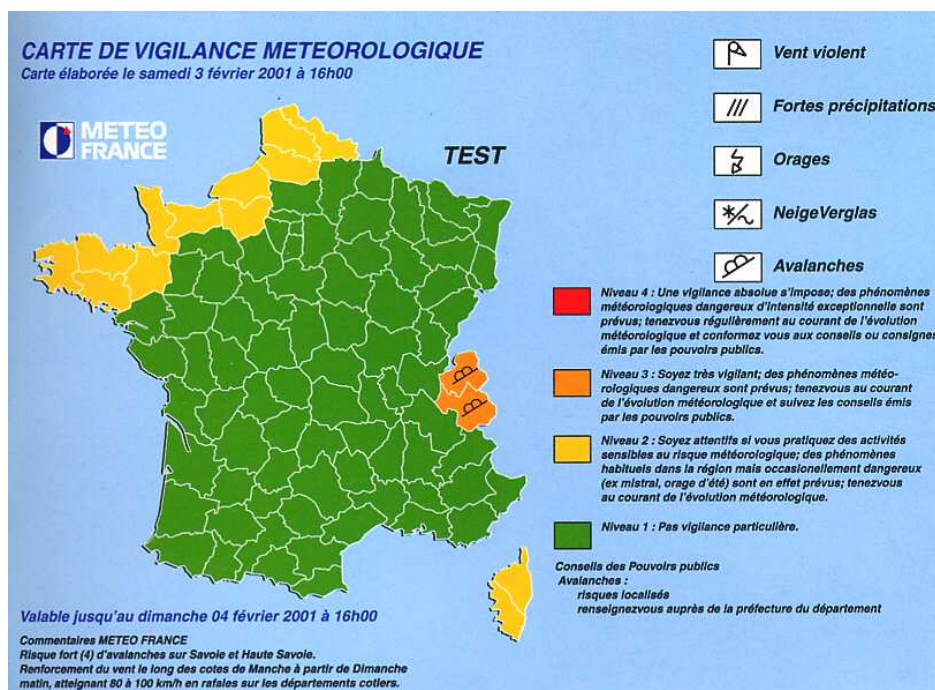 CARTE DE VIGILANCE METEOROLOGIQUE
Carte élaborée le samedi 3 février 2001 à 16h00
METEO
FRANCE
TEST
Vent violent
Fortes précipitations
Orages
NeigeVerglas
Avalanches
Niveau 4 : Une vigilance absolue s'impose; des phénomènes
météorologiques dangereux d'intensité exceptionnelle sont
prévus; tenezvous régulièrement au courant de l'évolution
météorologique et conformez vous aux conseils ou consignes
émis par les pouvoirs publics.
Niveau 3 : Soyez très vigilant; des phénomènes météo-
rologiques dangereux sont prévus; tenezvous au courant
de l'évolution météorologique et suivez les conseils émis
par les pouvoirs publics.
Niveau 2 : Soyez attentifs si vous pratiquez des activités
sensibles au risque météorologique; des phénomènes
habituels dans la région mais occasionellement dangereux
(ex mistral, orage d'été) sont en effet prévus; tenezvous
au courant de l'évolution météorologique.
Niveau 1 : Pas vigilance particulière.
Conseils des Pouvoirs publics
Avalanches :
risques localisés
renseignezvous auprès de la préfecture du département
Valable jusqu'au dimanche 04 février 2001 à 16h00
Commentaires METEO FRANCE
Risque fort (4) d'avalanches sur Savoie et Haute Savoie.
Renforcement du vent le long des cotes de Manche à partir de Dimanche
matin, atteignant 80 à 100 km/h en rafales sur les départements cotiers.